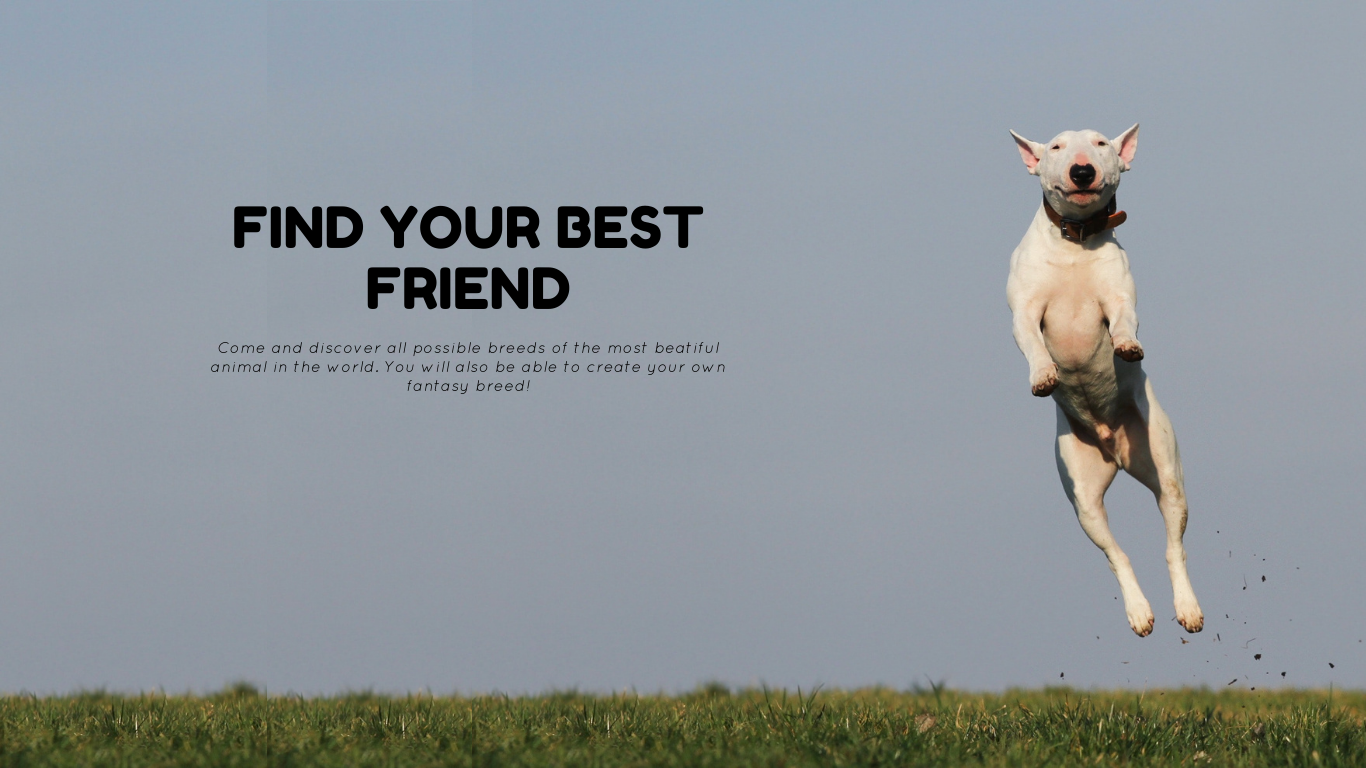 FIND YOUR BEST
FRIEND
Come and discover all possible breeds of the most beatiful
animal in the world. You will also be able to create your own
fantasy breed!